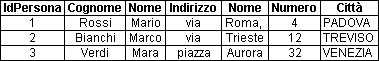 IdPersona Cognome Nome Indirizzo Nome Numero Città
1 Rossi Mario via Roma, 4 PADOVA
2 Bianchi Marco via Trieste 12 TREVISO
3 Verdi Mara piazza Aurora 32 VENEZIA